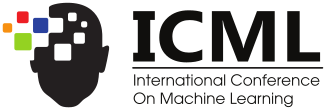 ICML
International Conference
On Machine Learning